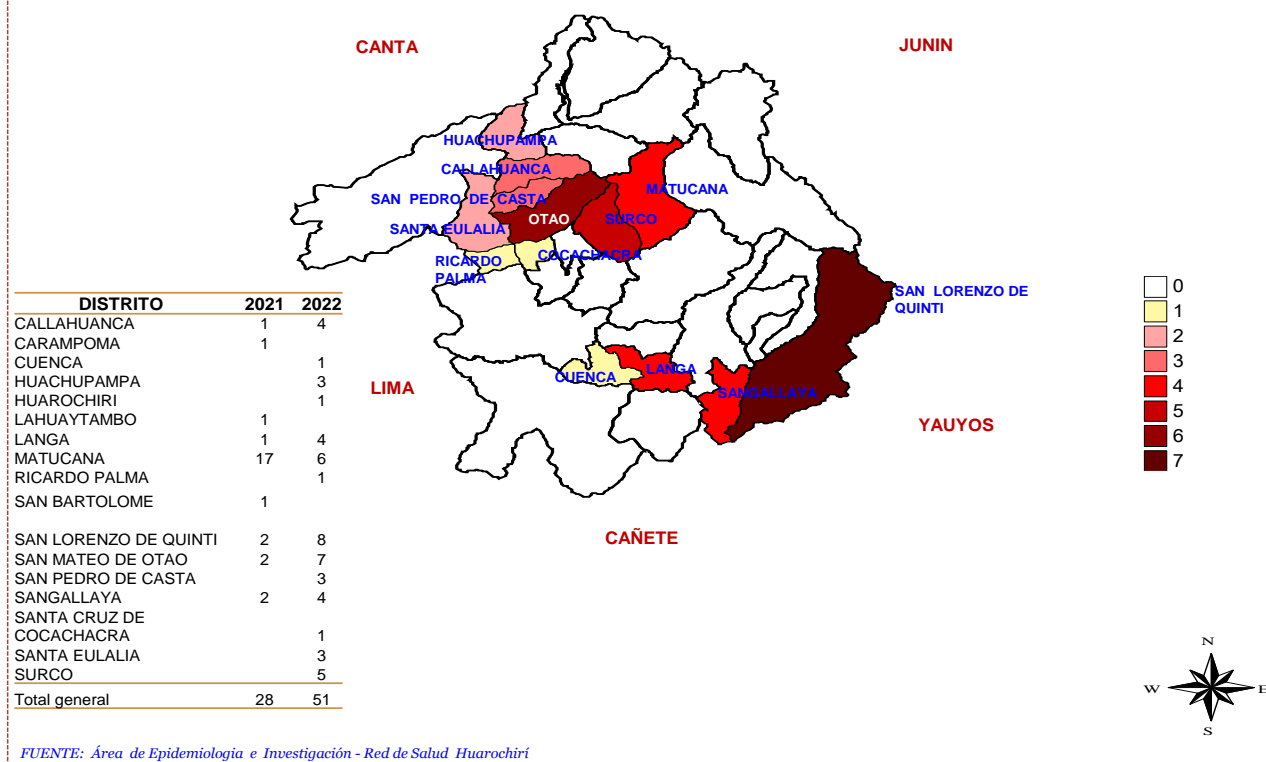 CANTA
JUNIN
HUACHUPAMPA
CALLAHUANCA
MATUCANA
SAN PEDRO DE CASTA
OTAO
SURCO
SANTA EULALIA
COCACHACRA
RICARDO
PALMA
SAN LORENZO DE
QUINTI
LANGA
CUENCA
SANGALLAYA
LIMA
YAUYOS
CAÑETE
0
1
2
3
4
5
6
7
DISTRITO 2021 2022
CALLAHUANCA 1 4
CARAMPOMA 1
CUENCA 1
HUACHUPAMPA 3
HUAROCHIRI 1
LAHUAYTAMBO 1
LANGA 1 4
MATUCANA 17 6
RICARDO PALMA 1
SAN BARTOLOME 1
SAN LORENZO DE QUINTI 2 8
SAN MATEO DE OTAO 2 7
SAN PEDRO DE CASTA 3
SANGALLAYA 2 4
SANTA CRUZ DE
COCACHACRA 1
SANTA EULALIA 3
SURCO 5
Total general 28 51
N
W E
S
FUENTE: Área de Epidemiologia e Investigación - Red de Salud Huarochirí